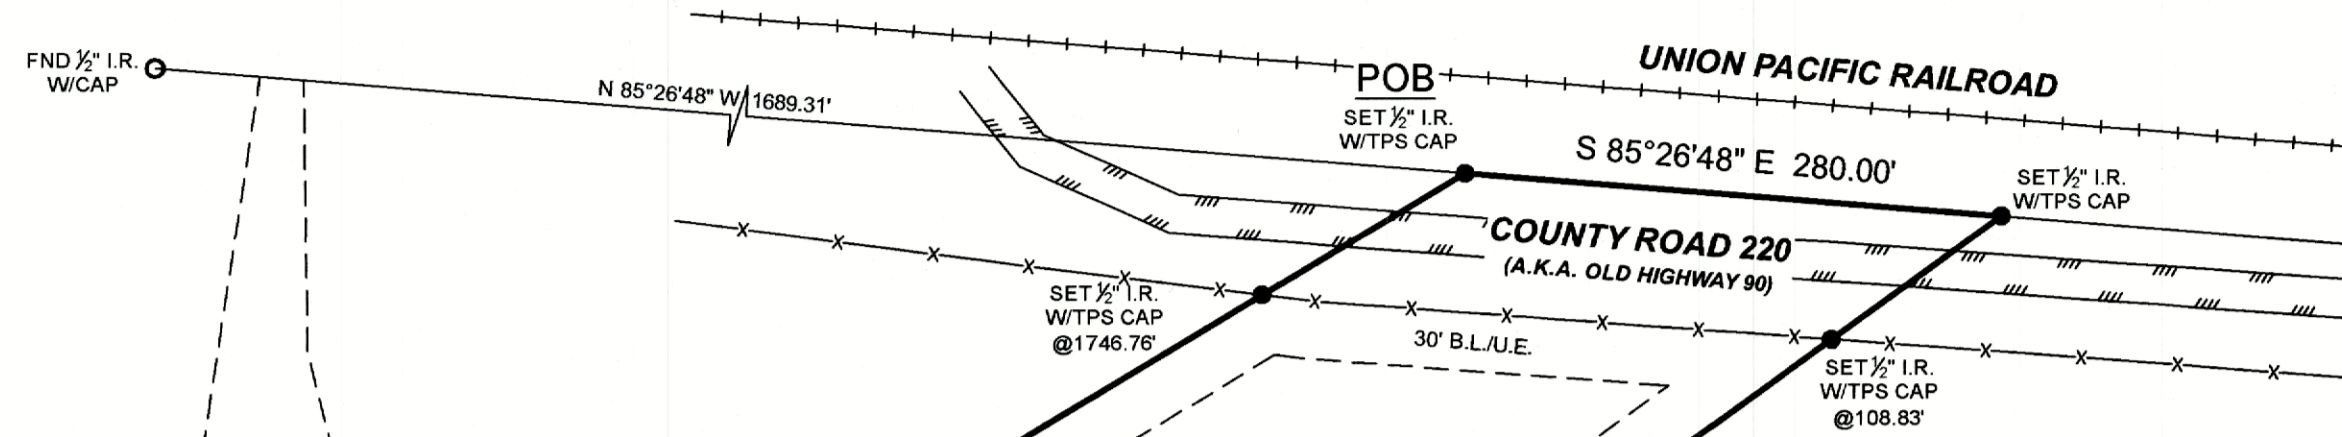 FND ½" I.R.
W/CAP
N 85°26'48" W 1689.31'
POB
SET ½" I.R.
W/TPS CAP
UNION PACIFIC RAILROAD
S 85°26'48" E 280.00'
SET ½" I.R.
W/TPS CAP
COUNTY ROAD 220
(A.K.A. OLD HIGHWAY 90)
SET ½" I.R.
W/TPS CAP
@1746.76'
30' B.L./U.E.
SET ½" I.R.
W/TPS CAP
@108.83'